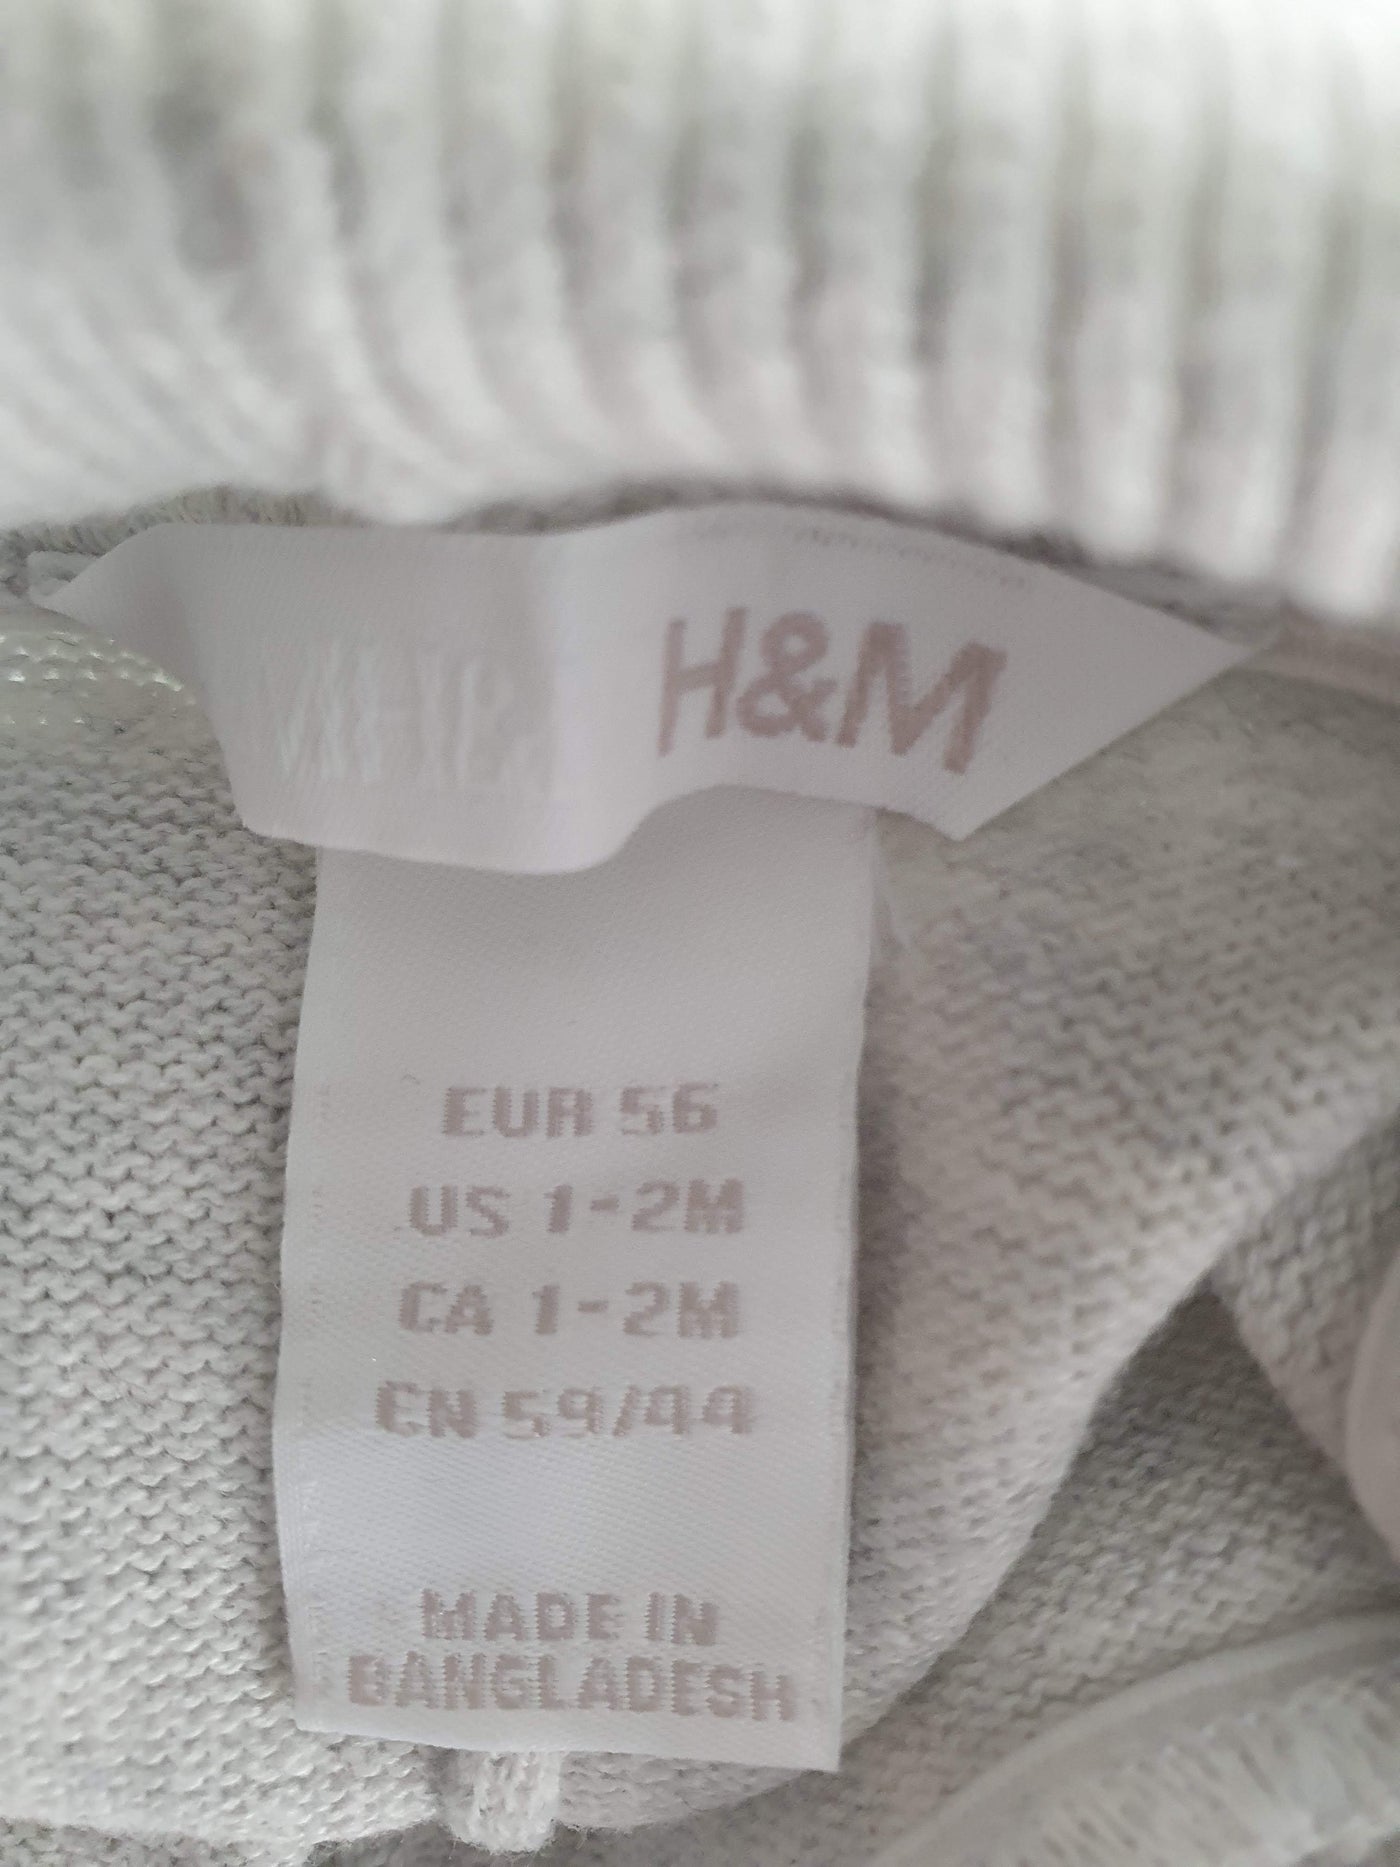 H&M
EUR 56
US 1-2M
CA 1-2M
CN 59/44
MADE IN
BANGLADESH